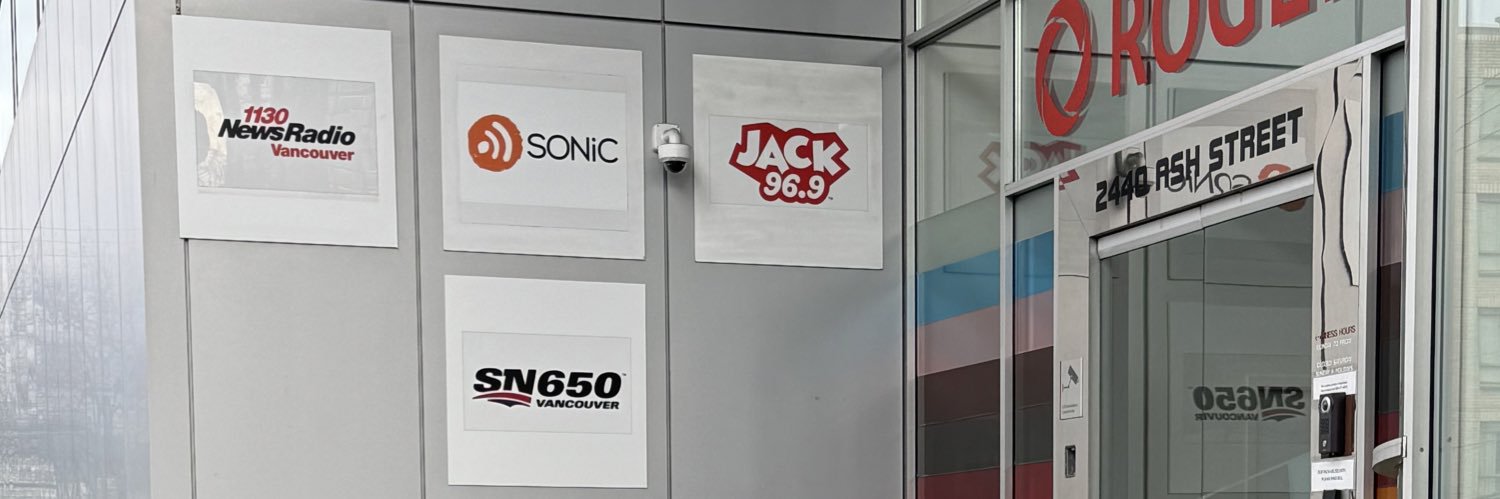 1130
NewsRadio
Vancouver
SONiC
JACK
96.9
SN650
VANCOUVER
ROGE
2440 ASH STREET
SN650
VANCOUVER